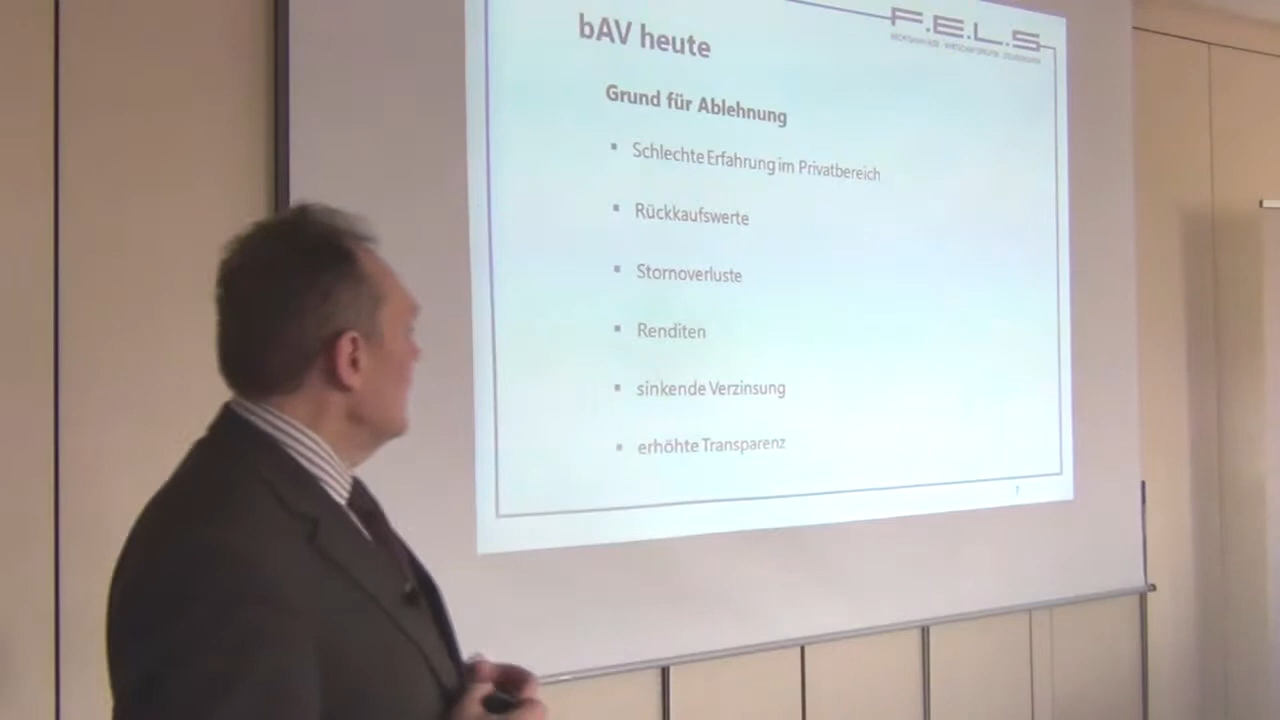 bAV heute
F.E.L.S
Grund für Ablehnung
▪ Schlechte Erfahrung im Privatbereich
▪ Rückkaufswerte
▪ Stornoverluste
▪ Renditen
▪ sinkende Verzinsung
▪ erhöhte Transparenz